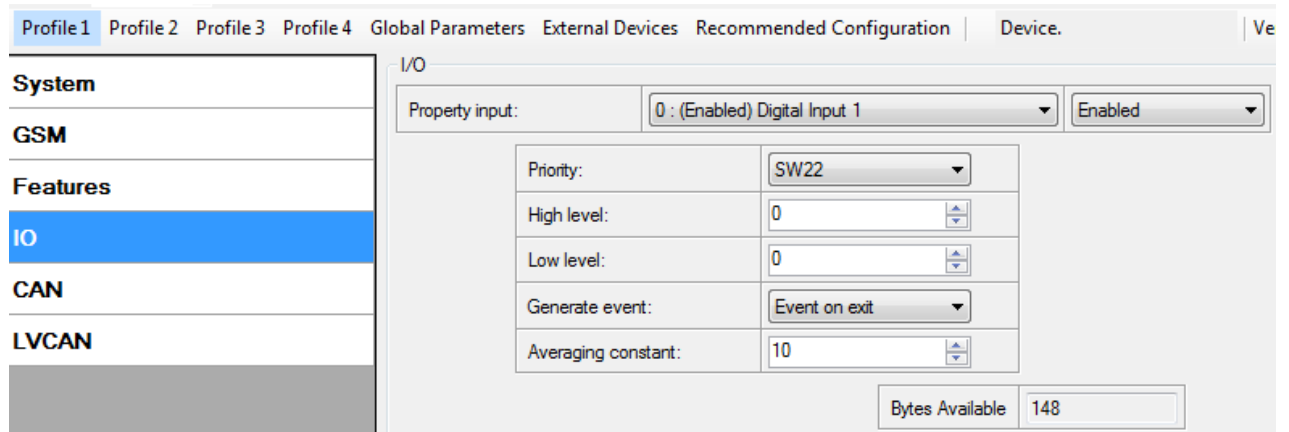 Profile 1 Profile 2 Profile 3 Profile 4 Global Parameters External Devices Recommended Configuration Device. Ve
System
GSM
Features
IO
CAN
LVCAN
I/O
Property input: 0 : (Enabled) Digital Input 1 Enabled
Priority: SW22
High level: 0
Low level: 0
Generate event: Event on exit
Averaging constant: 10
Bytes Available 148